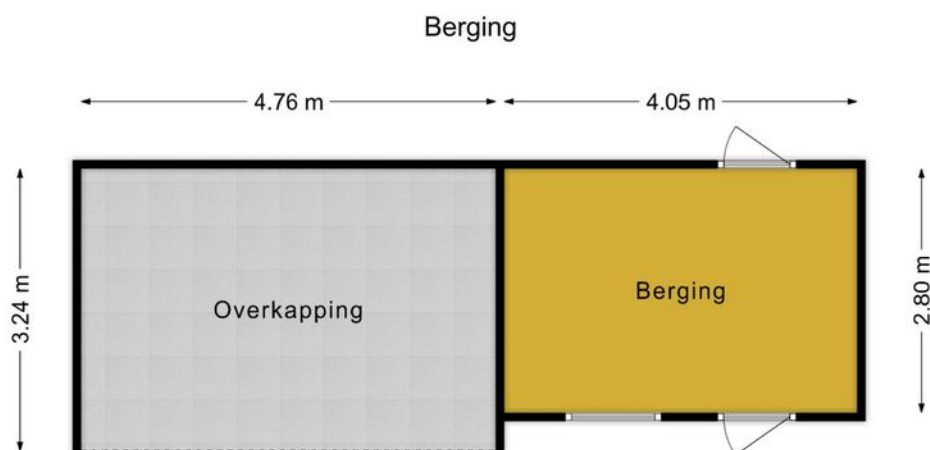 Berging
4.76 m
4.05 m
3.24 m
Overkapping
Berging
2.80 m